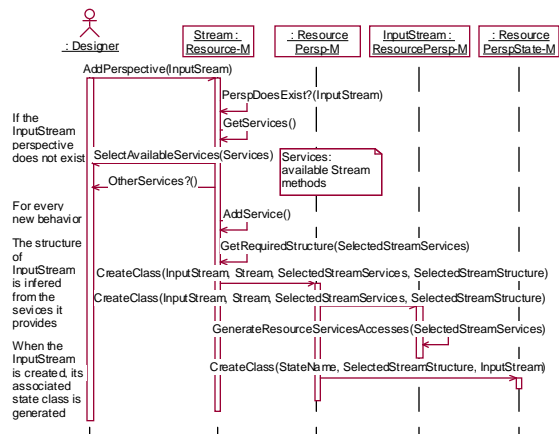 : Designer
Stream :
Resource-M
: Resource
Persp-M
InputStream :
ResourcePersp-M
: Resource
PerspState-M
AddPerspective(InputSream)
PerspDoesExist?(InputStream)
GetServices()
If the
InputStream
perspective
does not exist
SelectAvailableServices(Services)
Services:
available Stream
methods
OtherServices?()
For every
new behavior
AddService()
GetRequiredStructure(SelectedStreamServices)
The structure
of
InputStream
is infered
from the
sevices it
provides
CreateClass(InputStream, Stream, SelectedStreamServices, SelectedStreamStructure)
CreateClass(InputStream, Stream, SelectedStreamServices, SelectedStreamStructure)
GenerateResourceServicesAccesses(SelectedStreamServices)
When the
InputStream
is created, its
associated
state class is
generated
CreateClass(StateName, SelectedStreamStructure, InputStream)